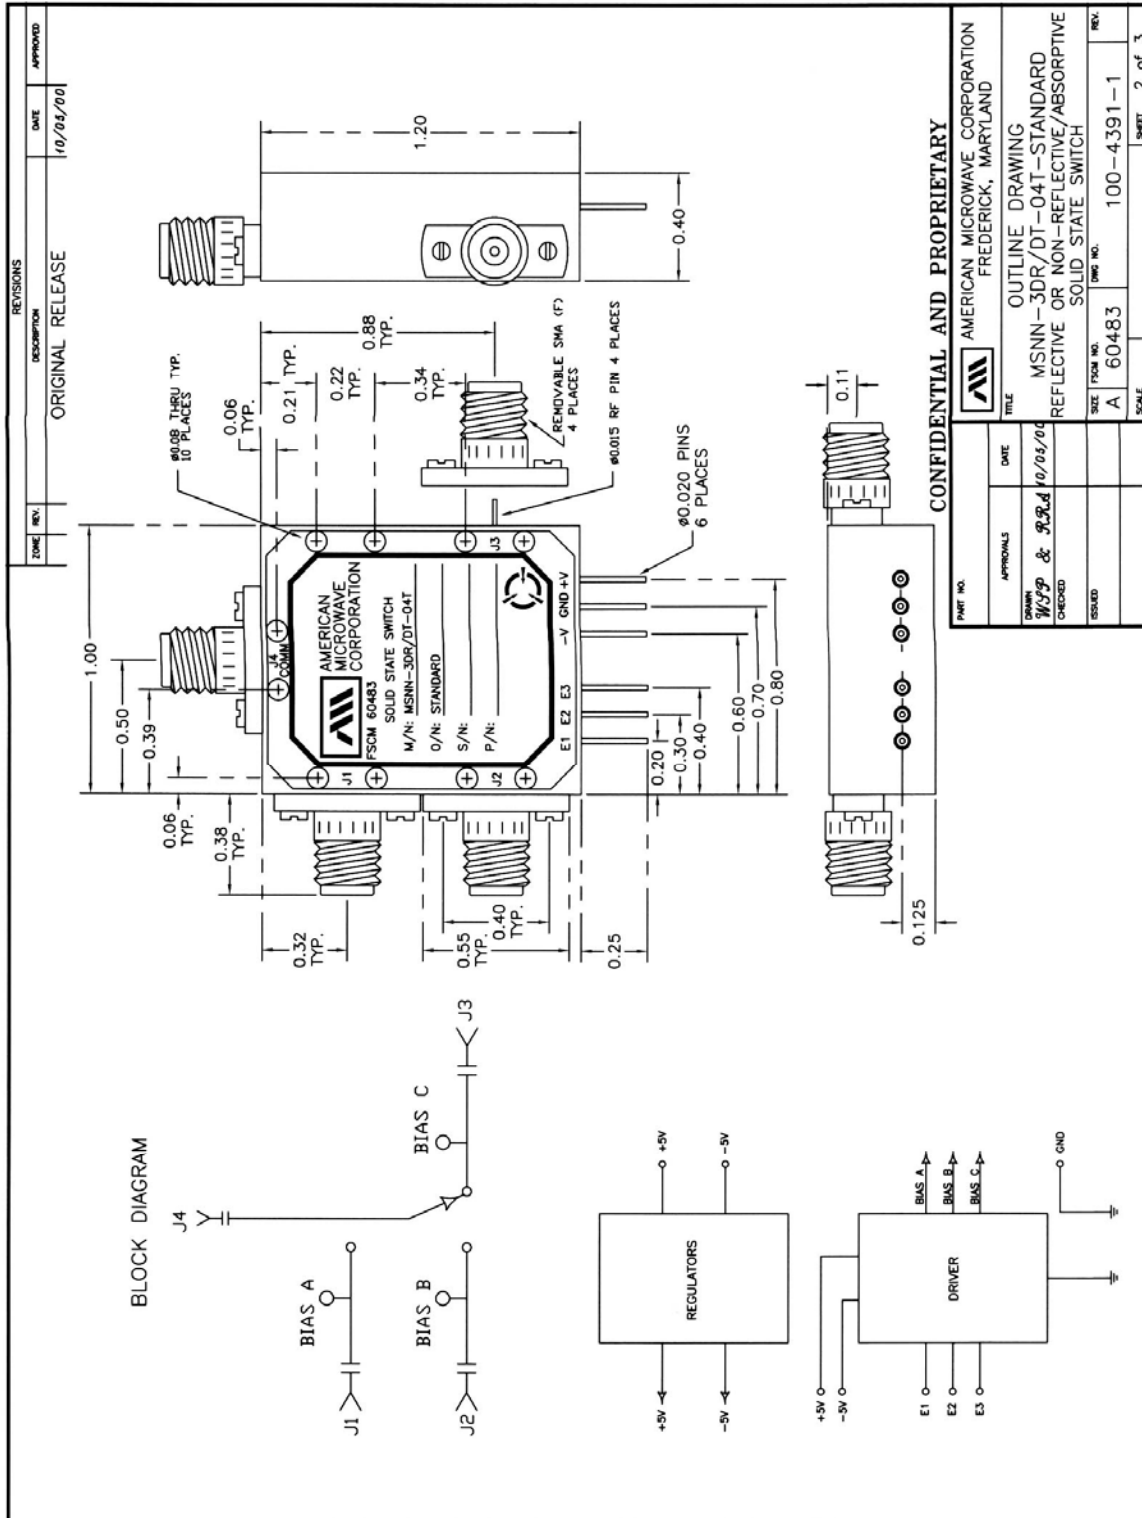 REVISIONS
ZONE REV. DESCRIPTION DATE APPROVED
ORIGINAL RELEASE 10/05/00
BLOCK DIAGRAM
J4
J1
BIAS A
J2
BIAS B
BIAS C
J3
+5V
-5V
REGULATORS
+5V
-5V
+5V
-5V
E1
E2
E3
DRIVER
BIAS A
BIAS B
BIAS C
GND
1.00
0.50
0.39
0.06
TYP.
0.38
TYP.
0.32
TYP.
0.55
TYP.
0.40
TYP.
0.25
Ø0.08 THRU TYP.
10 PLACES
0.06
TYP.
0.21 TYP.
0.22
TYP.
0.34
TYP.
0.88
TYP.
REMOVABLE SMA (F)
4 PLACES
Ø0.015 RF PIN 4 PLACES
Ø0.020 PINS
6 PLACES
J4
COMM
AMERICAN
MICROWAVE
CORPORATION
FSCM 60483
SOLID STATE SWITCH
M/N: MSNN-3DR/DT-04T
O/N: STANDARD
S/N:
P/N:
J1
J2
J3
E1 E2 E3 -V GND +V
0.20
0.30
0.40
0.60
0.70
0.80
1.20
0.40
0.11
0.125
CONFIDENTIAL AND PROPRIETARY
AMERICAN MICROWAVE CORPORATION
FREDERICK, MARYLAND
TITLE
OUTLINE DRAWING
MSNN-3DR/DT-04T-STANDARD
REFLECTIVE OR NON-REFLECTIVE/ABSORPTIVE
SOLID STATE SWITCH
SIZE A
FSCM NO. 60483
DWG NO. 100-4391-1
REV.
SCALE
SHEET 2 of 3
PART NO.
APPROVALS DATE
DRAWN WSP & RRA 10/05/00
CHECKED
ISSUED